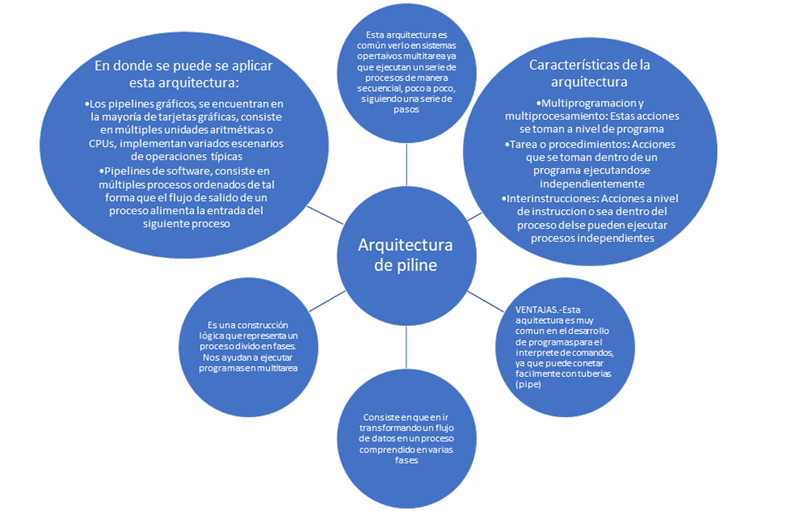 Esta arquitectura es
común verlo en sistemas
opertaivos multitarea ya
que ejecutan un serie de
procesos de manera
secuencial, poco a poco,
siguiendo una serie de
pasos
En donde se puede se aplicar
esta arquitectura:
•Los pipelines gráficos, se encuentran en
la mayoría de tarjetas gráficas, consiste
en múltiples unidades aritméticas o
CPUs, implementan variados escenarios
de operaciones típicas
•Pipelines de software, consiste en
múltiples procesos ordenados de tal
forma que el flujo de salido de un
proceso alimenta la entrada del
siguiente proceso
Características de la
arquitectura
•Multiprogramacion y
multiprocesamiento: Estas acciones
se toman a nivel de programa
•Tarea o procedimientos: Acciones
que se toman dentro de un
programa ejecutandose
independientemente
•Interinstrucciones: Acciones a nivel
de instruccion o sea dentro del
proceso delse pueden ejecutar
procesos independientes
Arquitectura
de piline
Es una construcción
lógica que representa un
proceso divido en fases.
Nos ayudan a ejecutar
programas en multitarea
VENTAJAS.-Esta
aquitectura es muy
comun en el desarrollo
de programas para el
interprete de comandos,
ya que puede conetar
facilmente con tuberias
(pipe)
Consiste en que en ir
transformando un flujo
de datos en un proceso
comprendido en varias
fases